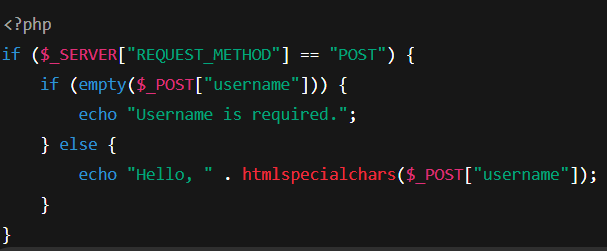 <?php
if ($_SERVER["REQUEST_METHOD"] == "POST") {
    if (empty($_POST["username"])) {
        echo "Username is required.";
    } else {
        echo "Hello, " . htmlspecialchars($_POST["username"]);
    }
}